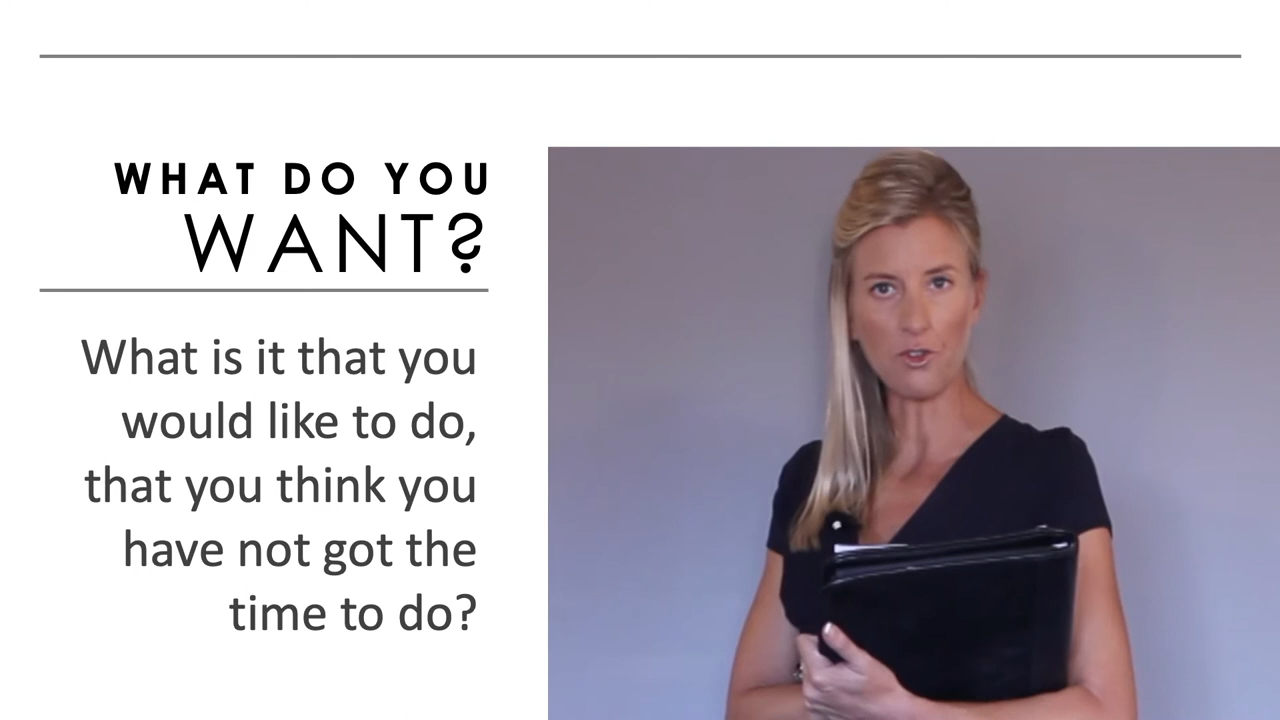 WHAT DO YOU
WANT?
What is it that you
would like to do,
that you think you
have not got the
time to do?